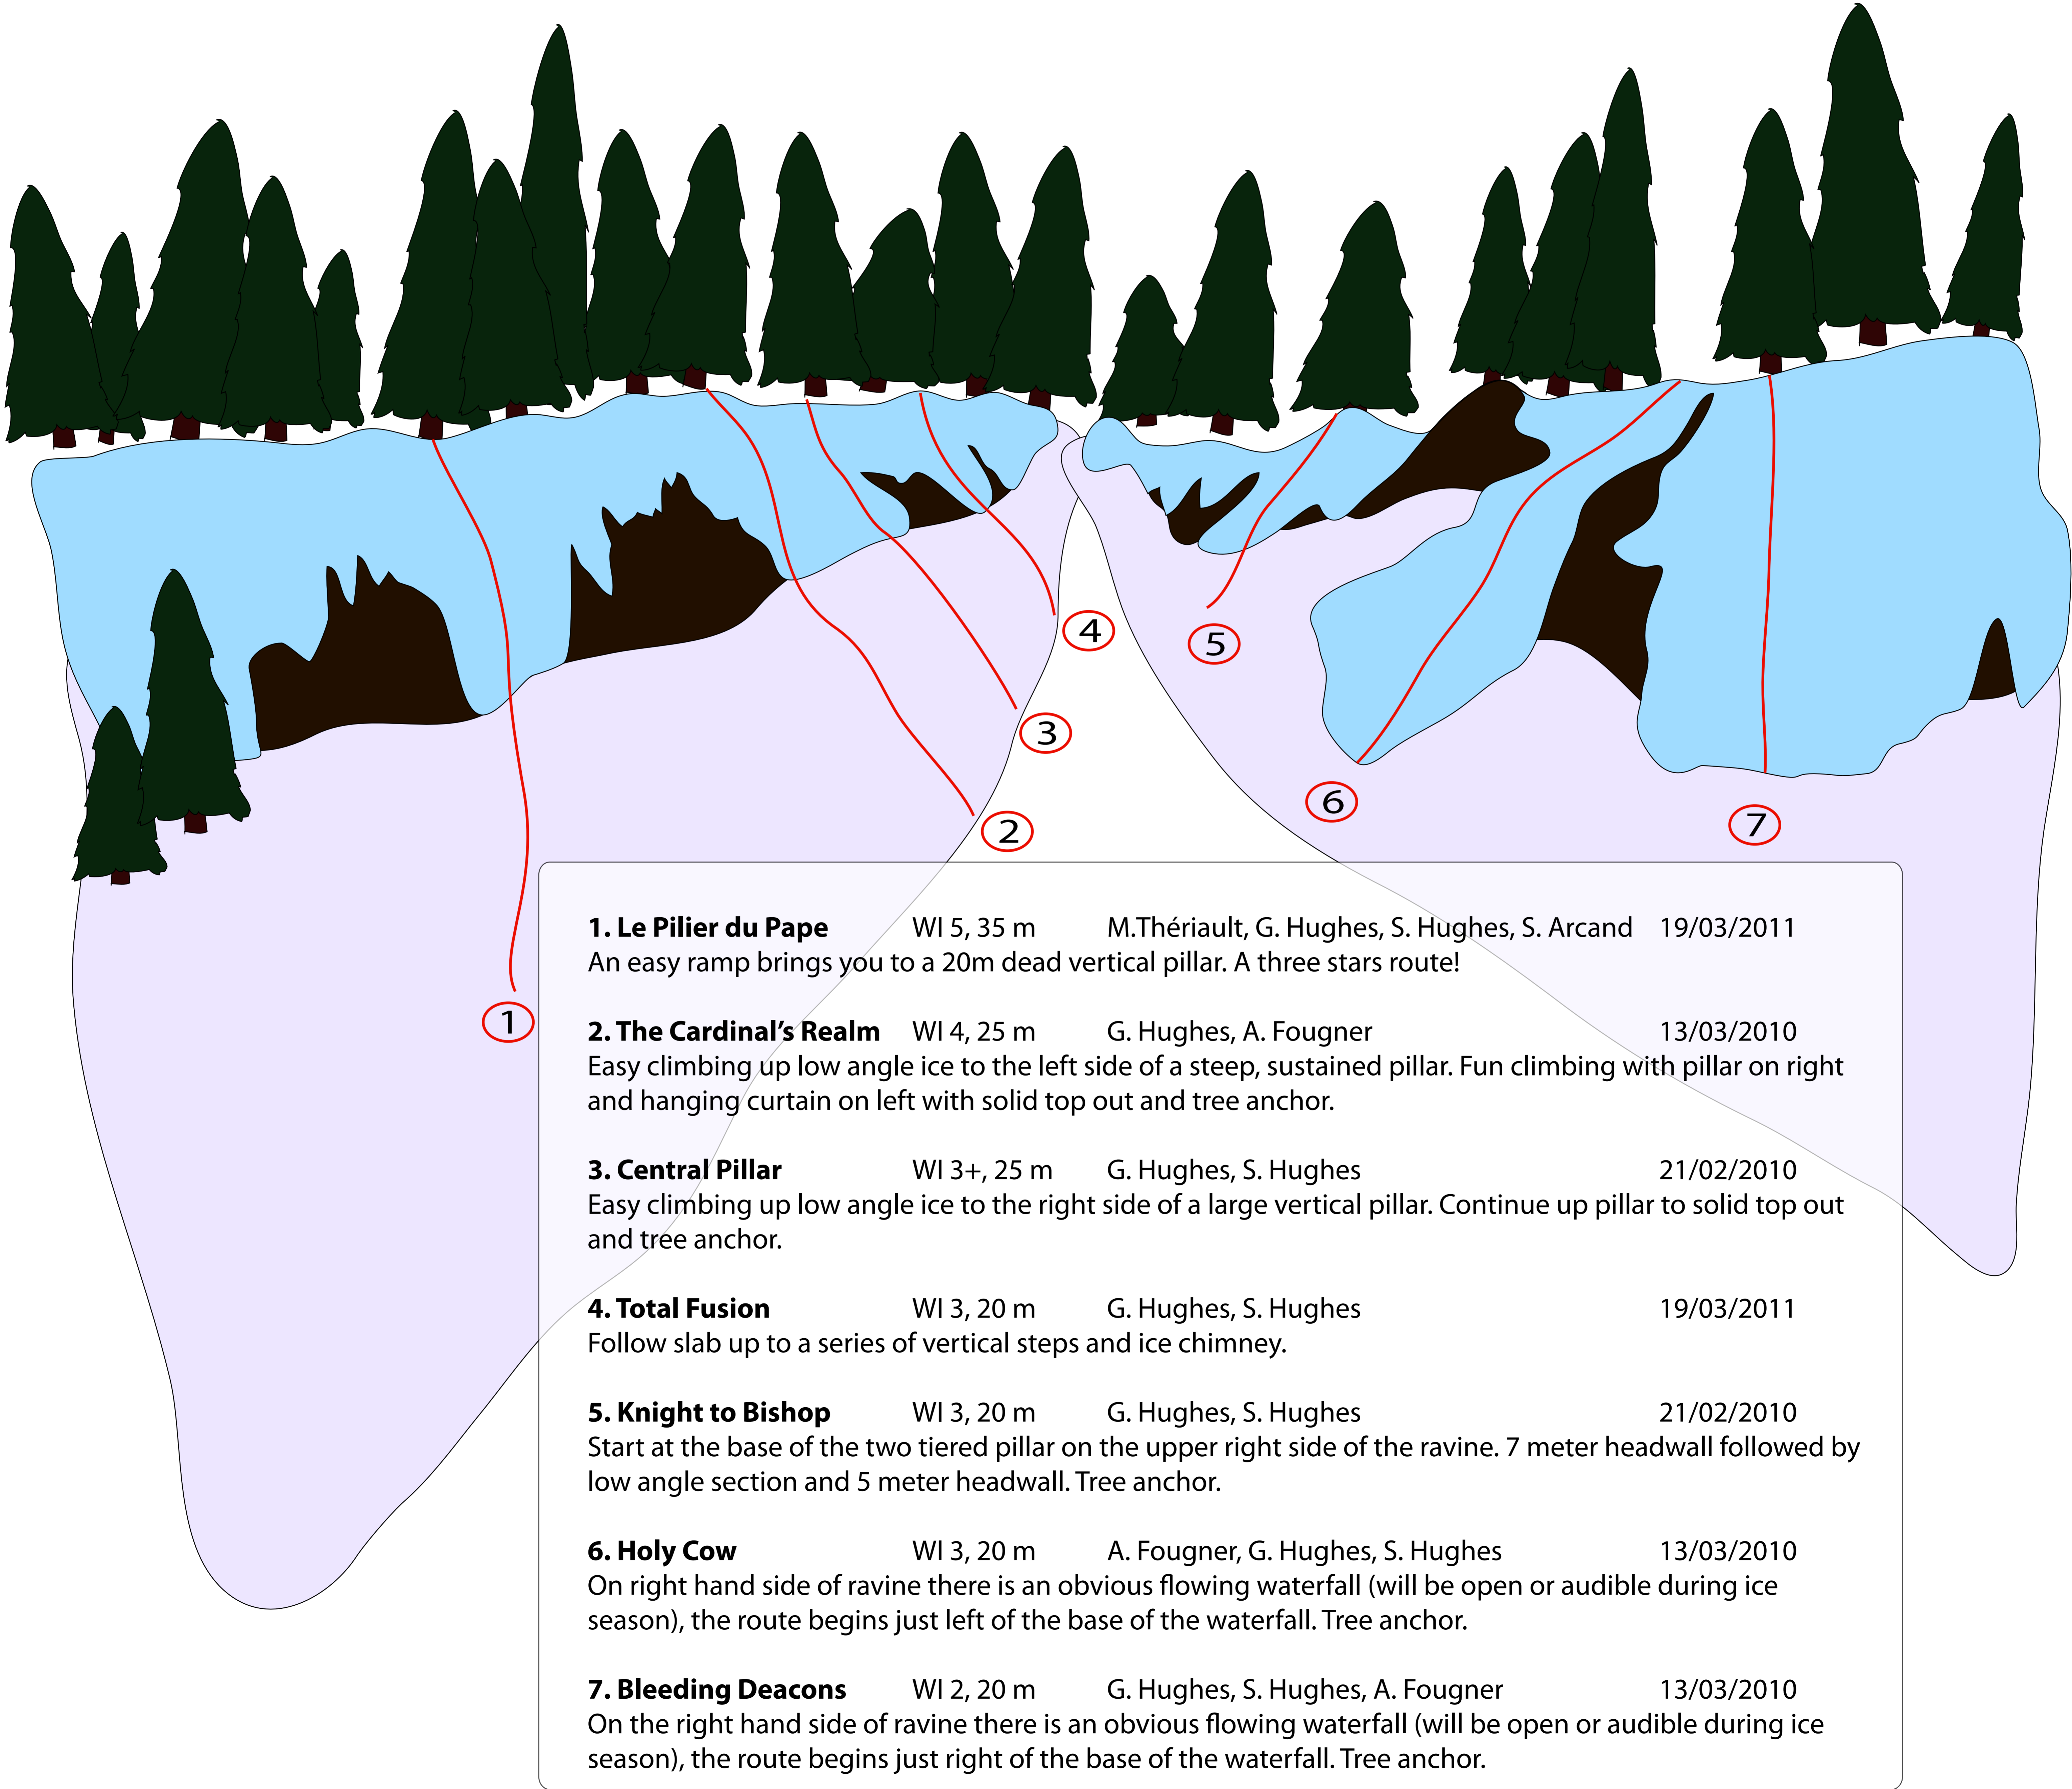 4
5
3
6
7
2
1
1. Le Pilier du Pape WI 5, 35 m M.Thériault, G. Hughes, S. Hughes, S. Arcand 19/03/2011
An easy ramp brings you to a 20m dead vertical pillar. A three stars route!
2. The Cardinal's Realm WI 4, 25 m G. Hughes, A. Fougner 13/03/2010
Easy climbing up low angle ice to the left side of a steep, sustained pillar. Fun climbing with pillar on right
and hanging curtain on left with solid top out and tree anchor.
3. Central Pillar WI 3+, 25 m G. Hughes, S. Hughes 21/02/2010
Easy climbing up low angle ice to the right side of a large vertical pillar. Continue up pillar to solid top out
and tree anchor.
4. Total Fusion WI 3, 20 m G. Hughes, S. Hughes 19/03/2011
Follow slab up to a series of vertical steps and ice chimney.
5. Knight to Bishop WI 3, 20 m G. Hughes, S. Hughes 21/02/2010
Start at the base of the two tiered pillar on the upper right side of the ravine. 7 meter headwall followed by
low angle section and 5 meter headwall. Tree anchor.
6. Holy Cow WI 3, 20 m A. Fougner, G. Hughes, S. Hughes 13/03/2010
On right hand side of ravine there is an obvious flowing waterfall (will be open or audible during ice
season), the route begins just left of the base of the waterfall. Tree anchor.
7. Bleeding Deacons WI 2, 20 m G. Hughes, S. Hughes, A. Fougner 13/03/2010
On the right hand side of ravine there is an obvious flowing waterfall (will be open or audible during ice
season), the route begins just right of the base of the waterfall. Tree anchor.